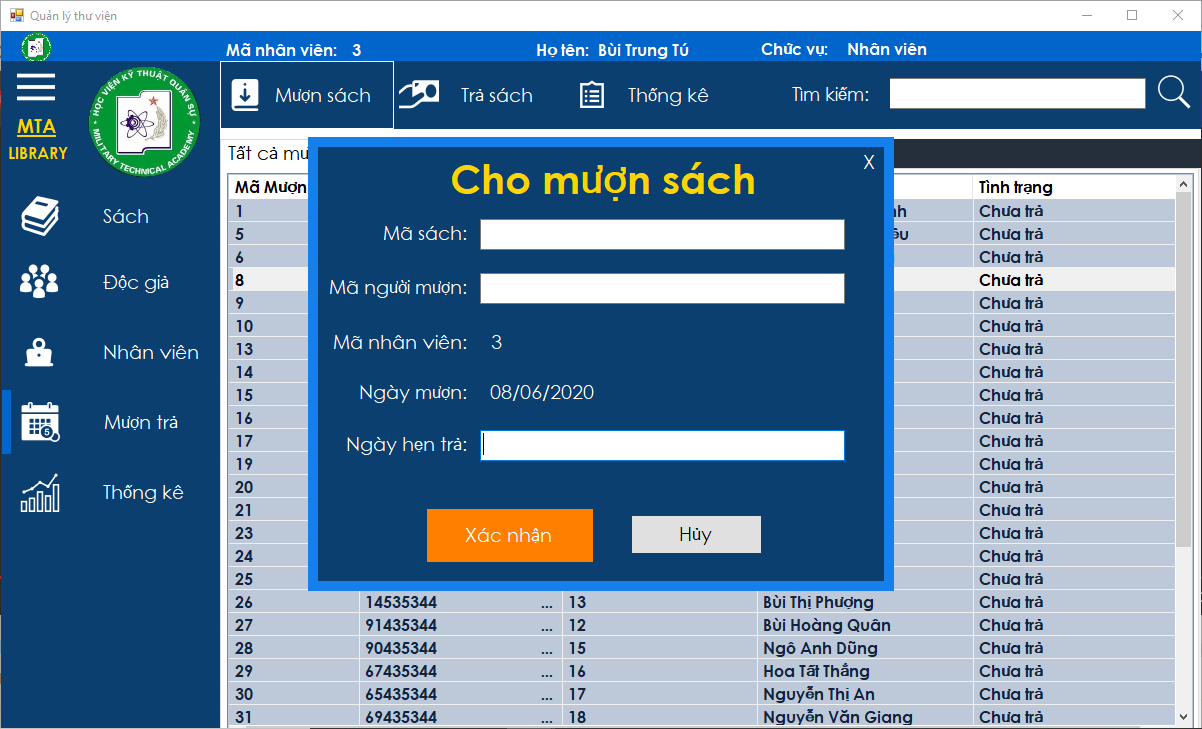 Quản lý thư viện
Mã nhân viên: 3 Họ tên: Bùi Trung Tú Chức vụ: Nhân viên
MTA
LIBRARY
HỌC VIỆN KỸ THUẬT QUÂN SỰ
MILITARY TECHNICAL ACADEMY
Mượn sách Trả sách Thống kê Tìm kiếm:
Sách
Độc giả
Nhân viên
Mượn trả
5
Thống kê
Tất cả mư
Cho mượn sách X
Mã sách:
Mã người mượn:
Mã nhân viên: 3
Ngày mượn: 08/06/2020
Ngày hẹn trả:
Xác nhận Hủy
Mã Mượn Tình trạng
1 nh Chưa trả
5 Chưa trả
6 Chưa trả
8 Chưa trả
9 Chưa trả
10 Chưa trả
13 Chưa trả
14 Chưa trả
15 Chưa trả
16 Chưa trả
17 Chưa trả
19 Chưa trả
20 Chưa trả
21 Chưa trả
23 Chưa trả
24 Chưa trả
25 Chưa trả
26 14535344 ... 13 Bùi Thị Phượng Chưa trả
27 91435344 ... 12 Bùi Hoàng Quân Chưa trả
28 90435344 ... 15 Ngô Anh Dũng Chưa trả
29 67435344 ... 16 Hoa Tất Thắng Chưa trả
30 65435344 ... 17 Nguyễn Thị An Chưa trả
31 69435344 ... 18 Nguyễn Văn Giang Chưa trả